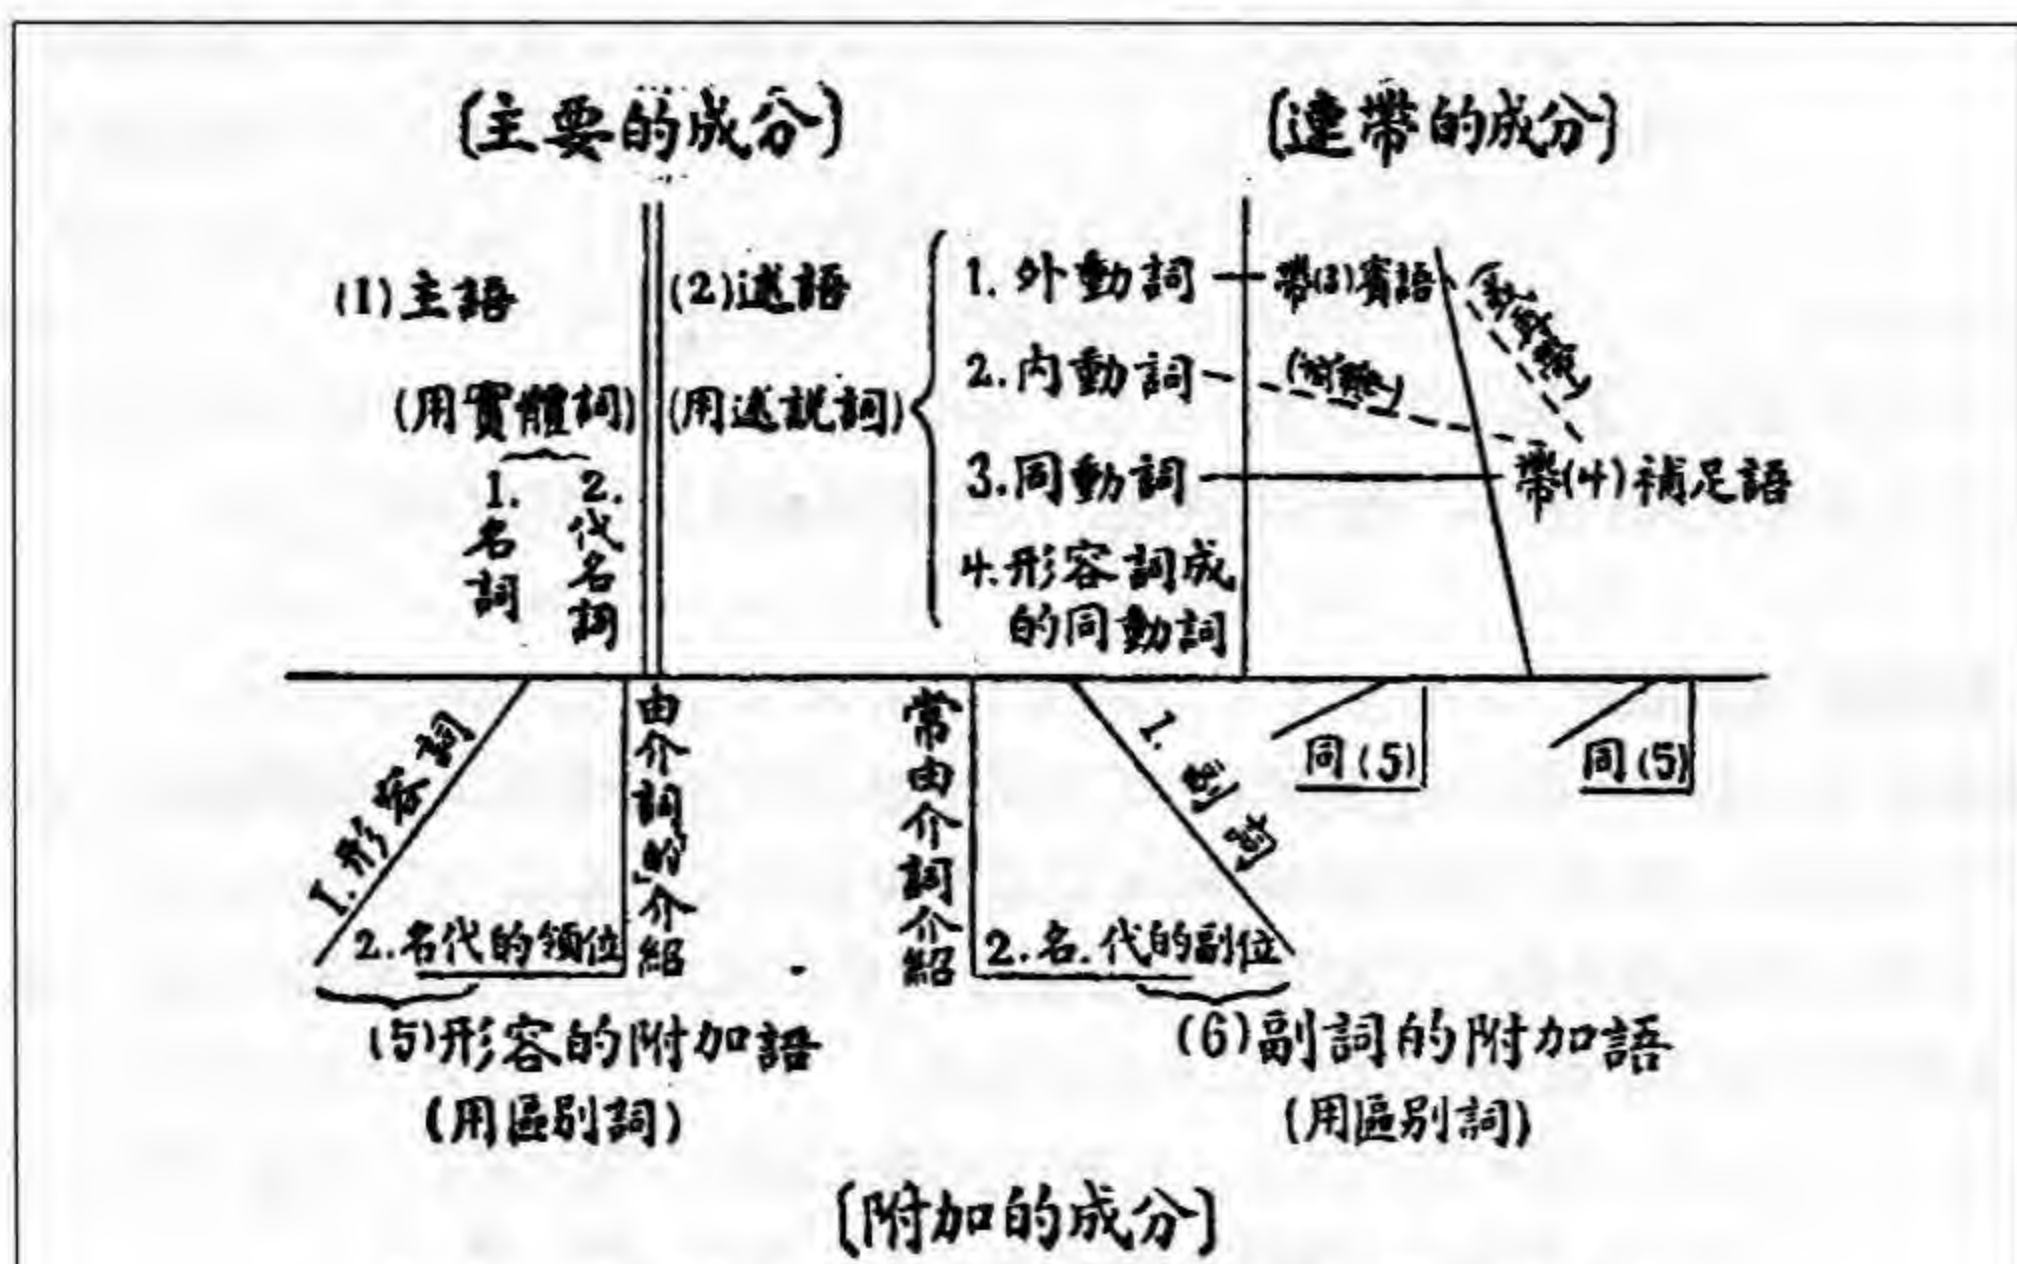 〔主要的成分〕
〔連帶的成分〕
(1)主語
(用實體詞)
1.名詞
2.代名詞
(2)述語
(用述說詞)
1.外動詞
2.內動詞
3.同動詞
4.形容詞成
的同動詞
帶(3)賓語
帶(4)補足語
1.形容詞
2.名代的領位
由介詞「的」介紹
常由介詞介紹
1.副詞
2.名.代的副位
同(5)
同(5)
(5)形容的附加語
(用區別詞)
(6)副詞的附加語
(用區別詞)
〔附加的成分〕